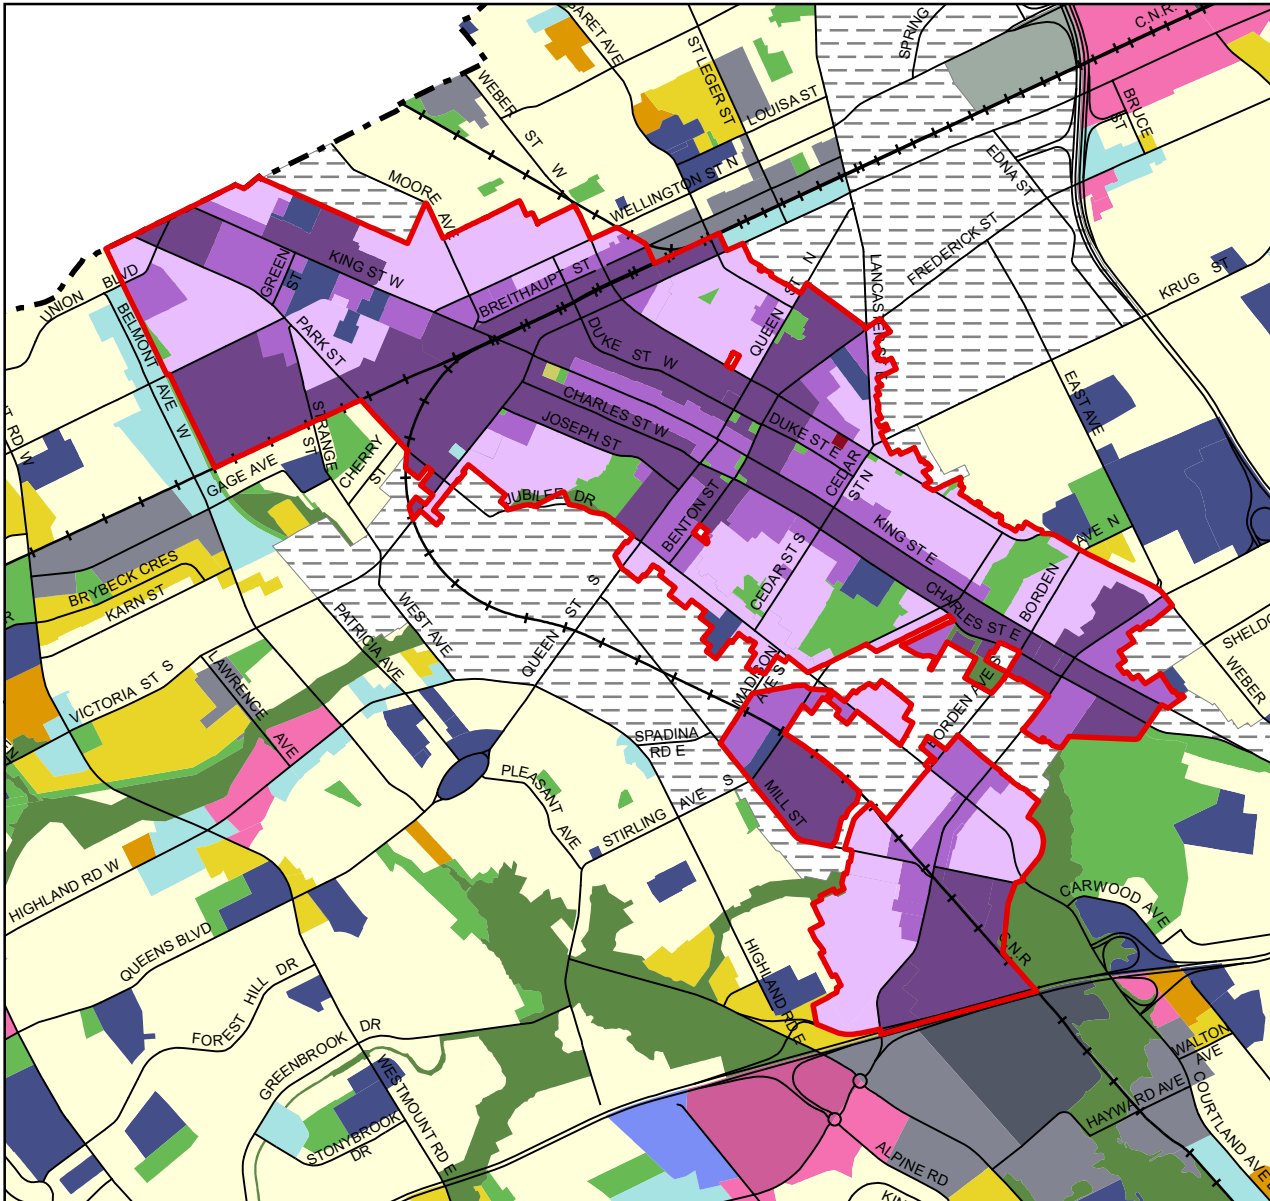 C.N.R.
SPRING
ST LEGER ST
WEBER
ST
W
LOUISA ST
BRUCE
ST
EDNA ST
MOORE AVE
WELLINGTON ST N
FREDERICK ST
KRUG ST
UNION BLVD
GREEN
ST
KING ST W
BREITHAUPT ST
QUEEN ST N
BELMONT AVE W
PARK ST
DUKE ST W
EAST AVE
CHARLES ST W
JOSEPH ST
DUKE ST E
CEDAR
ST N
STRANGE
ST
CHERRY
ST
GAGE AVE
JUBILEE DR
BENTON ST
KING ST E
AVE N
CEDAR ST S
CHARLES ST E
BORDEN
BRYBECK CRES
KARN ST
PATRICIA AVE
WEST AVE
QUEEN ST S
MADISON
AVE S
BORDEN AVE S
WEBER
VICTORIA ST S
LAWRENCE
AVE
SPADINA
RD E
PLEASANT
AVE
STIRLING AVE S
MILL ST
HIGHLAND RD W
CARWOOD AVE
QUEENS BLVD
C.N.R
HIGHLAND RD E
FOREST HILL DR
GREENBROOK DR
WALTON
AVE
WESTMOUNT RD E
HAYWARD AVE
COURTLAND AVE E
STONYBROOK
DR
ALPINE RD